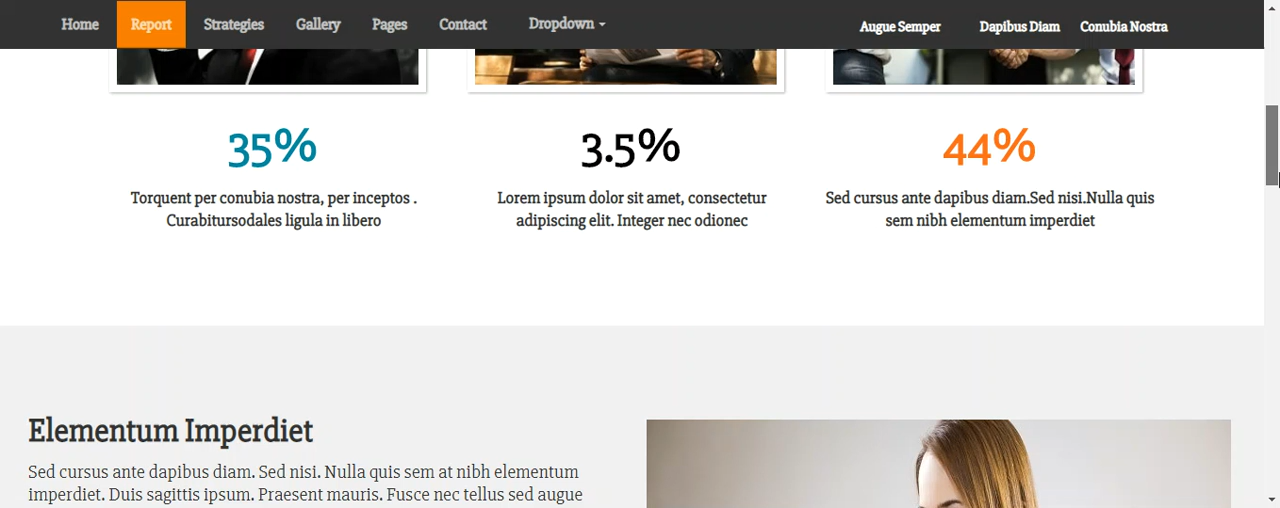 Home Report Strategies Gallery Pages Contact Dropdown Augue Semper Dapibus Diam Conubia Nostra
35% 3.5% 44%
Torquent per conubia nostra, per inceptos .
Curabitursodales ligula in libero
Lorem ipsum dolor sit amet, consectetur
adipiscing elit. Integer nec odionec
Sed cursus ante dapibus diam.Sed nisi.Nulla quis
sem nibh elementum imperdiet
Elementum Imperdiet
Sed cursus ante dapibus diam. Sed nisi. Nulla quis sem at nibh elementum
imperdiet. Duis sagittis ipsum. Praesent mauris. Fusce nec tellus sed augue